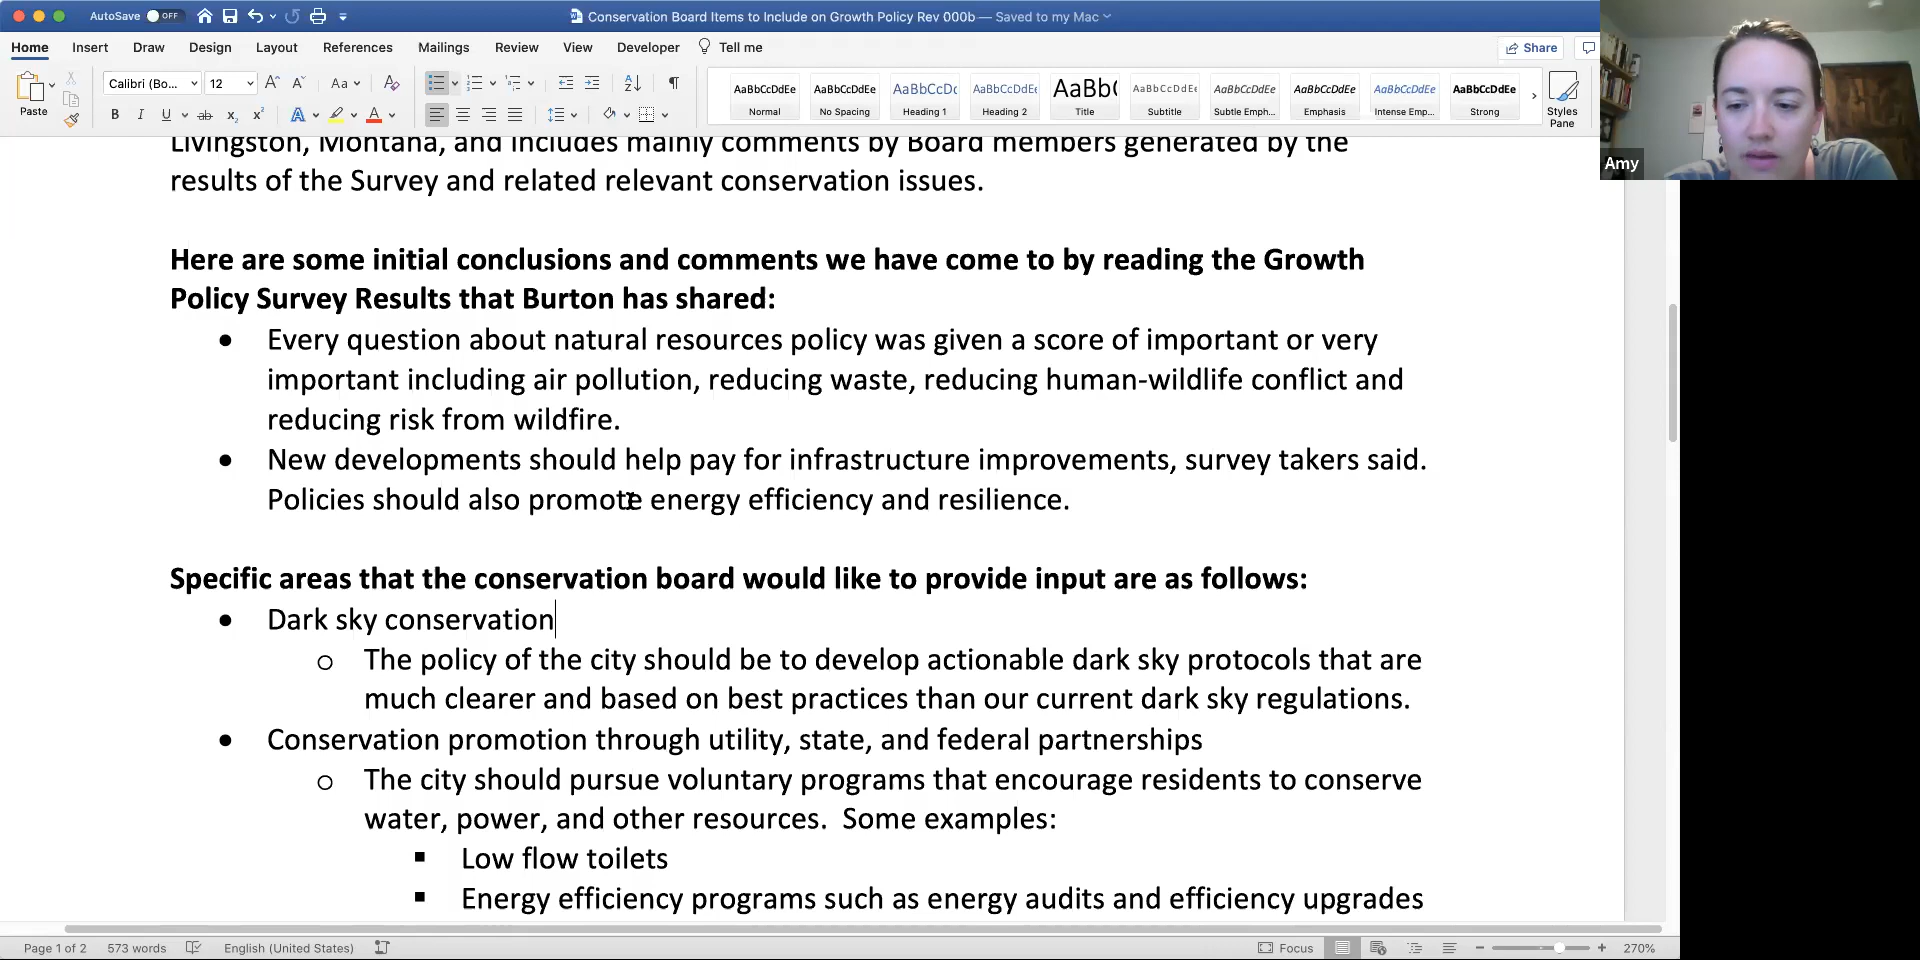 AutoSave OFF
Conservation Board Items to Include on Growth Policy Rev 000b — Saved to my Mac
Home Insert Draw Design Layout References Mailings Review View Developer Tell me
Share
Paste
Calibri (Bo... 12
Aa
B I U ab x₂ x² A A
AaBbCcDdEe AaBbCcDdEe AaBbCcDc AaBbCcDdEe AaBb( AaBbCcDdEe AaBbCcDdEe AaBbCcDdEe AaBbCcDdEe AaBbCcDdEe
Normal No Spacing Heading 1 Heading 2 Title Subtitle Subtle Emph... Emphasis Intense Emp... Strong
Styles
Pane
Amy
Livingston, Montana, and includes mainly comments by Board members generated by the
results of the Survey and related relevant conservation issues.
Here are some initial conclusions and comments we have come to by reading the Growth
Policy Survey Results that Burton has shared:
• Every question about natural resources policy was given a score of important or very
important including air pollution, reducing waste, reducing human-wildlife conflict and
reducing risk from wildfire.
• New developments should help pay for infrastructure improvements, survey takers said.
Policies should also promote energy efficiency and resilience.
Specific areas that the conservation board would like to provide input are as follows:
• Dark sky conservation
o The policy of the city should be to develop actionable dark sky protocols that are
much clearer and based on best practices than our current dark sky regulations.
• Conservation promotion through utility, state, and federal partnerships
o The city should pursue voluntary programs that encourage residents to conserve
water, power, and other resources.  Some examples:
▪ Low flow toilets
▪ Energy efficiency programs such as energy audits and efficiency upgrades
Page 1 of 2 573 words English (United States) Focus 270%